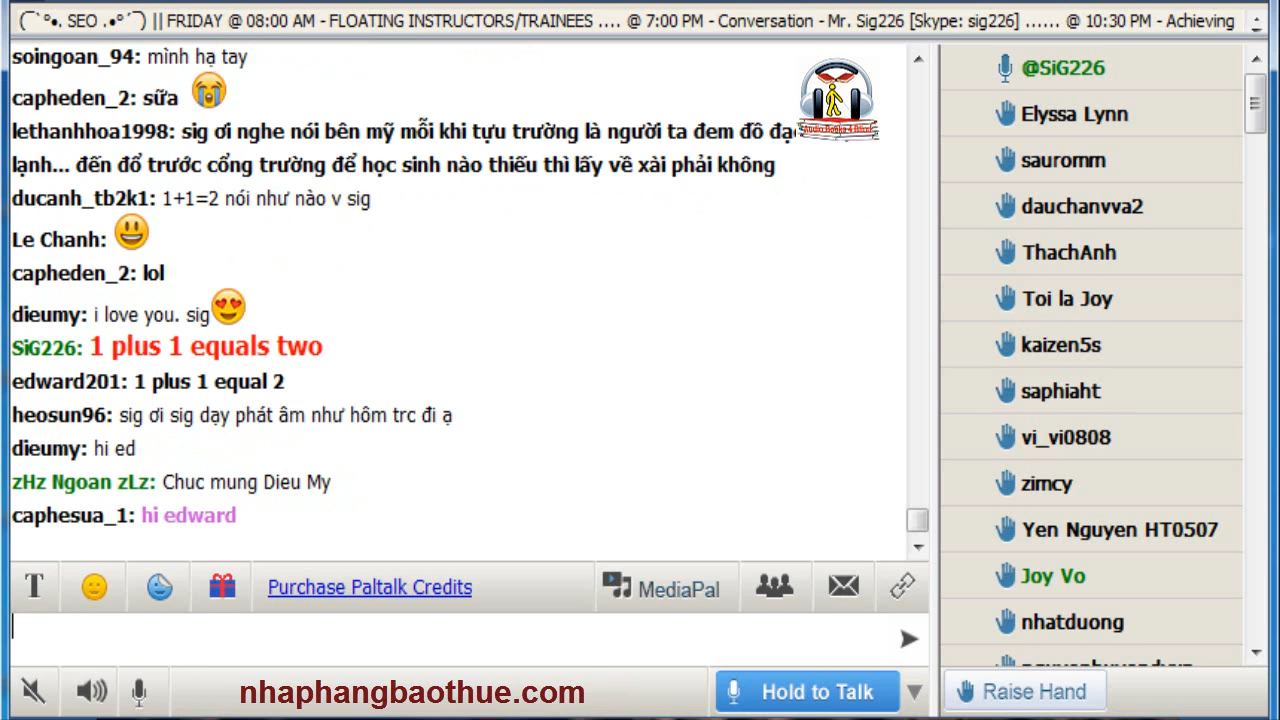 (¯`°•. SEO .•°´¯) || FRIDAY @ 08:00 AM - FLOATING INSTRUCTORS/TRAINEES .... @ 7:00 PM - Conversation - Mr. Sig226 [Skype: sig226] ...... @ 10:30 PM - Achieving
soingoan_94: mình hạ tay
capheden_2: sữa
lethanhhoa1998: sig ơi nghe nói bên mỹ mỗi khi tựu trường là người ta đem đồ đạc
lạnh... đến đổ trước cổng trường để học sinh nào thiếu thì lấy về xài phải không
ducanh_tb2k1: 1+1=2 nói như nào v sig
Le Chanh:
capheden_2: lol
dieumy: i love you. sig
SiG226: 1 plus 1 equals two
edward201: 1 plus 1 equal 2
heosun96: sig ơi sig dạy phát âm như hôm trc đi ạ
dieumy: hi ed
zHz Ngoan zLz: Chuc mung Dieu My
caphesua_1: hi edward
Audio Books 4 Blind
T
Purchase Paltalk Credits
MediaPal
nhaphangbaothue.com
Hold to Talk
@SiG226
Elyssa Lynn
sauromm
dauchanvva2
ThachAnh
Toi la Joy
kaizen5s
saphiaht
vi_vi0808
zimcy
Yen Nguyen HT0507
Joy Vo
nhatduong
Raise Hand